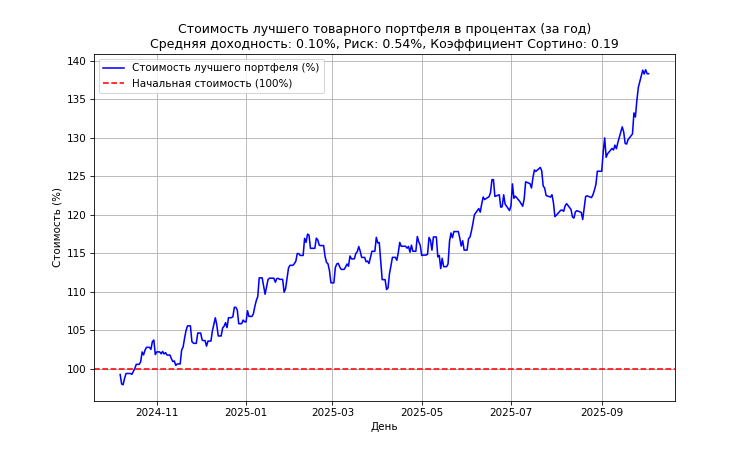 Стоимость лучшего товарного портфеля в процентах (за год)
Средняя доходность: 0.10%, Риск: 0.54%, Коэффициент Сортино: 0.19
Стоимость лучшего портфеля (%)
Начальная стоимость (100%)
Стоимость (%)
140
135
130
125
120
115
110
105
100
2024-11
2025-01
2025-03
2025-05
2025-07
2025-09
День